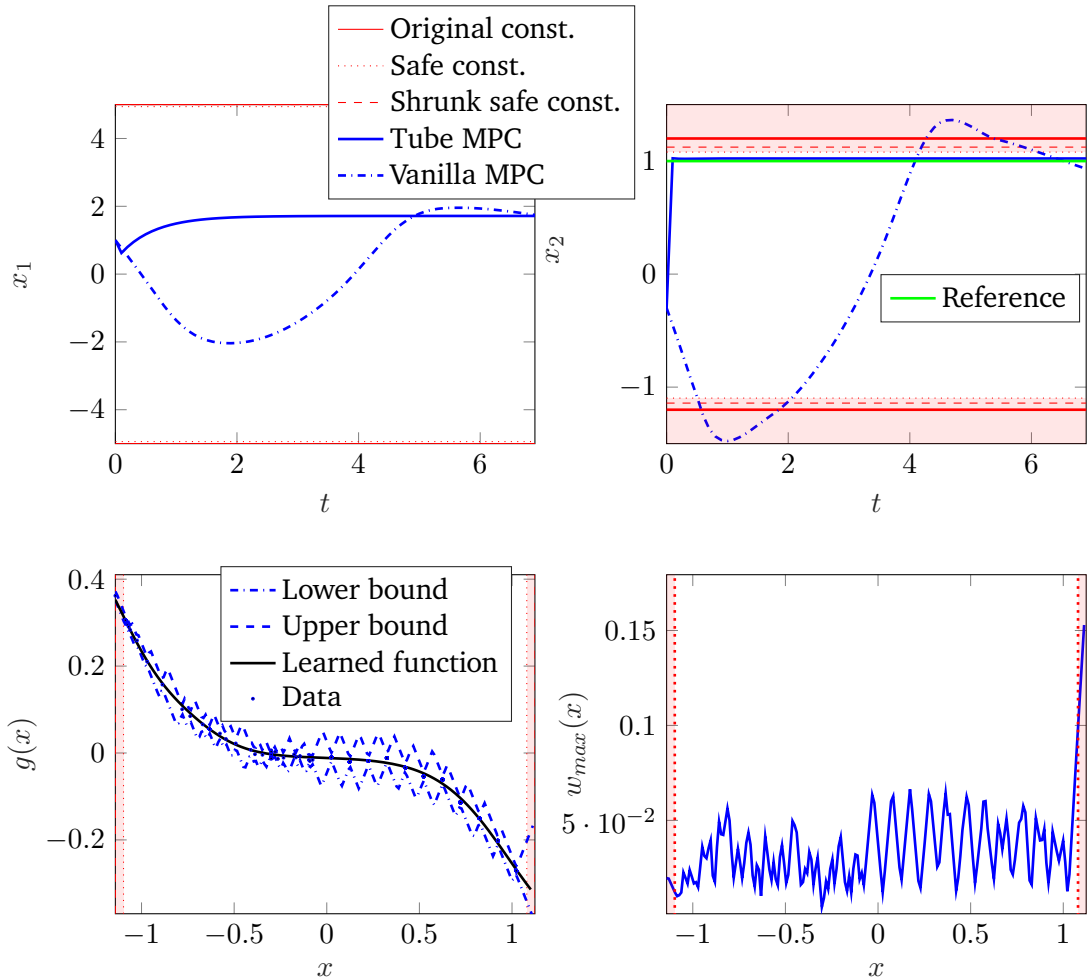 Original const.
Safe const.
Shrunk safe const.
Tube MPC
Vanilla MPC
4
2
0
−2
−4
x₁
0
2
4
6
t
1
0
−1
x₂
Reference
0
2
4
6
t
0.4
0.2
0
−0.2
g(x)
Lower bound
Upper bound
Learned function
Data
−1
−0.5
0
0.5
1
x
0.15
0.1
5 · 10⁻²
w_max(x)
−1
−0.5
0
0.5
1
x